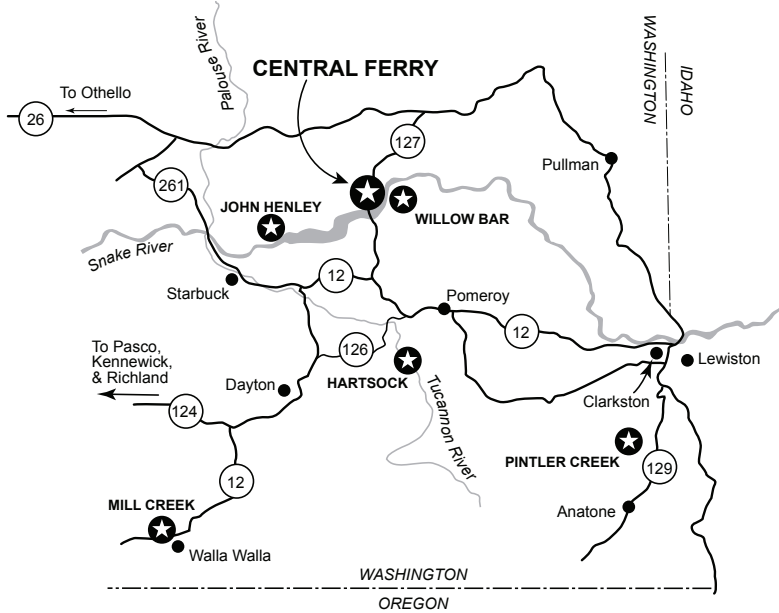 Palouse River
CENTRAL FERRY
WASHINGTON
IDAHO
To Othello
26
127
Pullman
261
JOHN HENLEY
WILLOW BAR
Snake River
Starbuck
12
Pomeroy
12
To Pasco,
Kennewick,
& Richland
126
HARTSOCK
Lewiston
Dayton
Clarkston
124
Tucannon River
PINTLER CREEK
129
12
MILL CREEK
Anatone
Walla Walla
WASHINGTON
OREGON